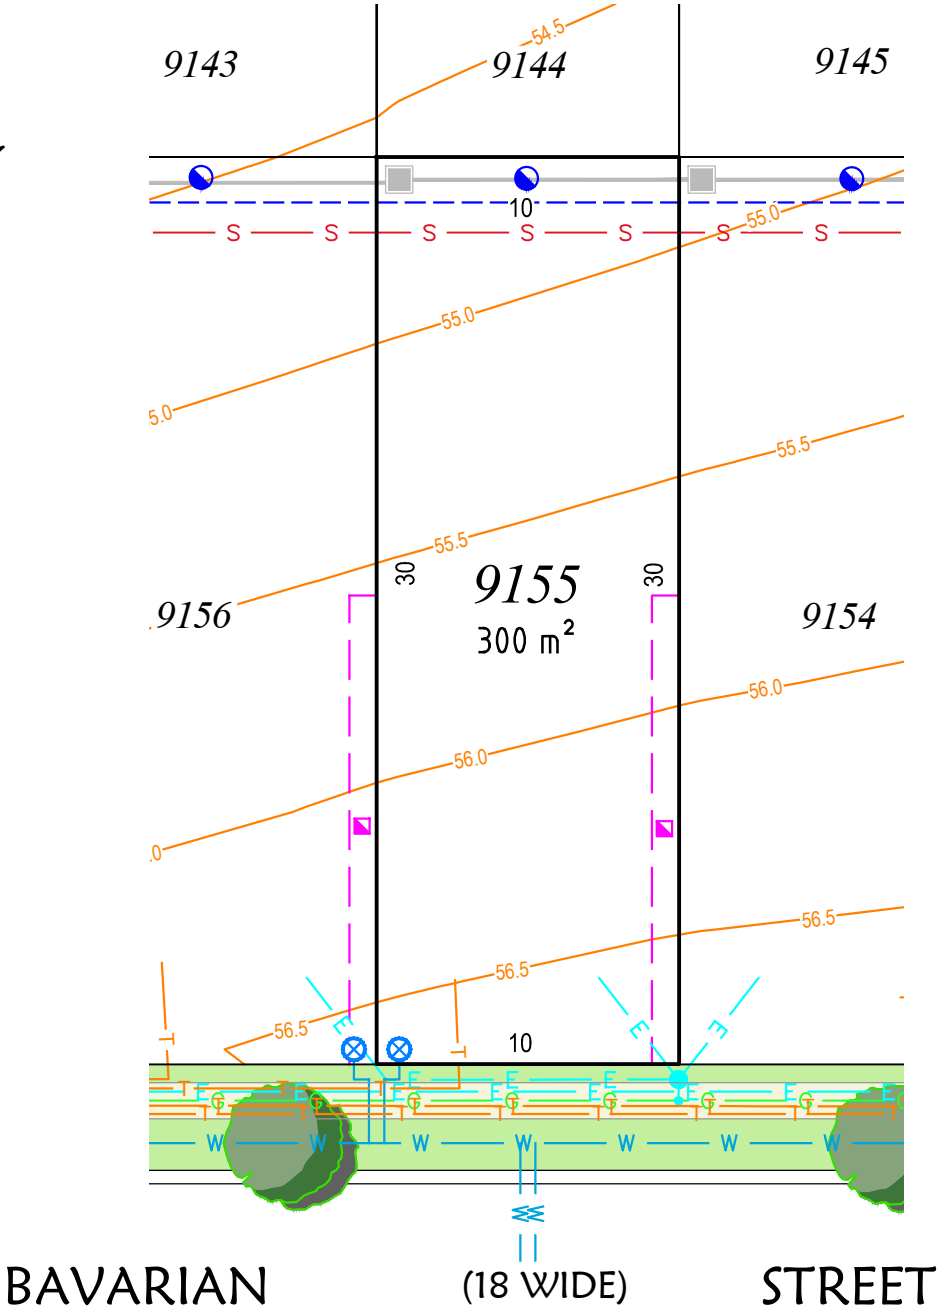 54.5
9143 9144 9145
10
55.0
S S S S S S S
55.0
5.0
55.5
55.5
30 9155 30
9156 300 m² 9154
56.0
56.0
.0
56.5
56.5
56.5
E E E
T T 10
E E E
T T T
E E E E E E E
G G G G G G G
T T T T T T T
W W W W W W W
W W
BAVARIAN (18 WIDE) STREET